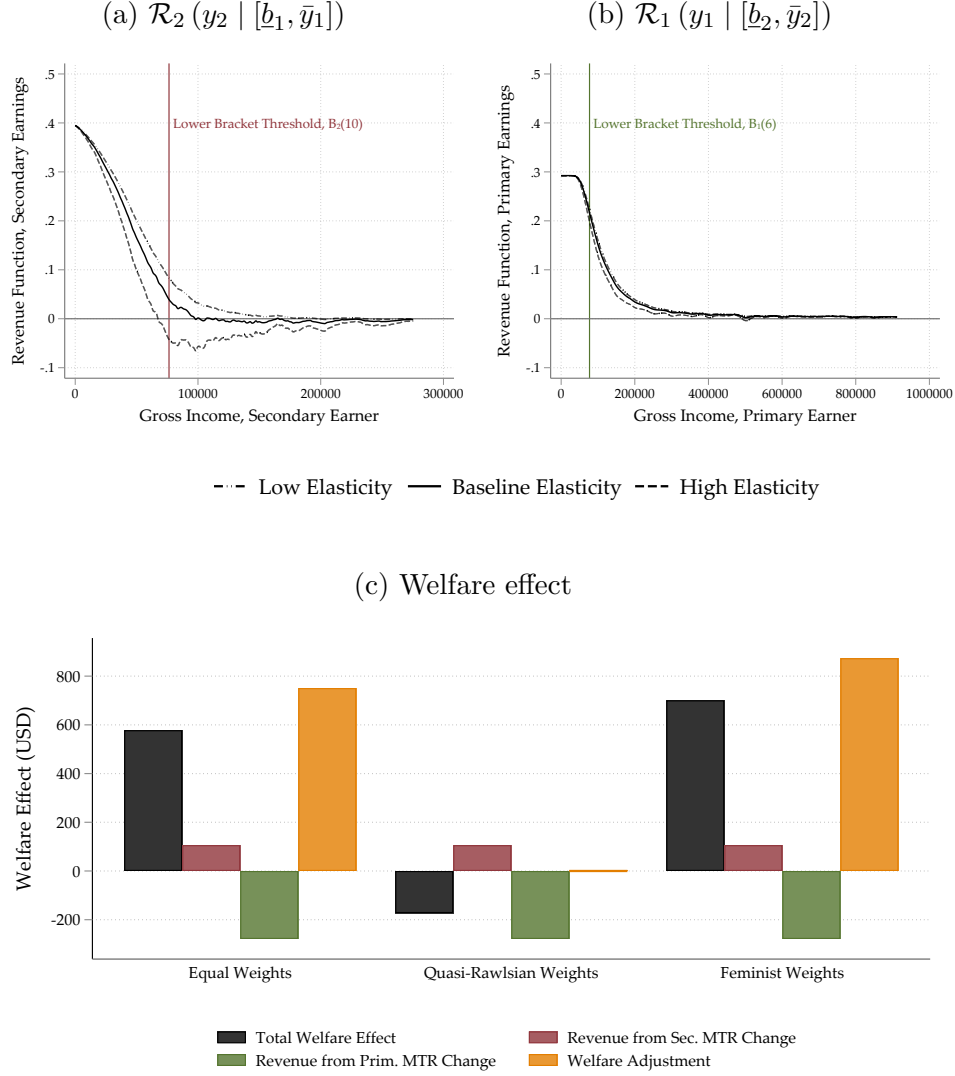 (a) R₂ (y₂ | [b̲₁, ȳ₁])
(b) R₁ (y₁ | [b̲₂, ȳ₂])
Revenue Function, Secondary Earnings
.5
.4
.3
.2
.1
0
-.1
Lower Bracket Threshold, B₂(10)
0
100000
200000
300000
Gross Income, Secondary Earner
Revenue Function, Primary Earnings
.5
.4
.3
.2
.1
0
-.1
Lower Bracket Threshold, B₁(6)
0
200000
400000
600000
800000
1000000
Gross Income, Primary Earner
Low Elasticity
Baseline Elasticity
High Elasticity
(c) Welfare effect
Welfare Effect (USD)
800
600
400
200
0
-200
Equal Weights
Quasi-Rawlsian Weights
Feminist Weights
Total Welfare Effect
Revenue from Sec. MTR Change
Revenue from Prim. MTR Change
Welfare Adjustment